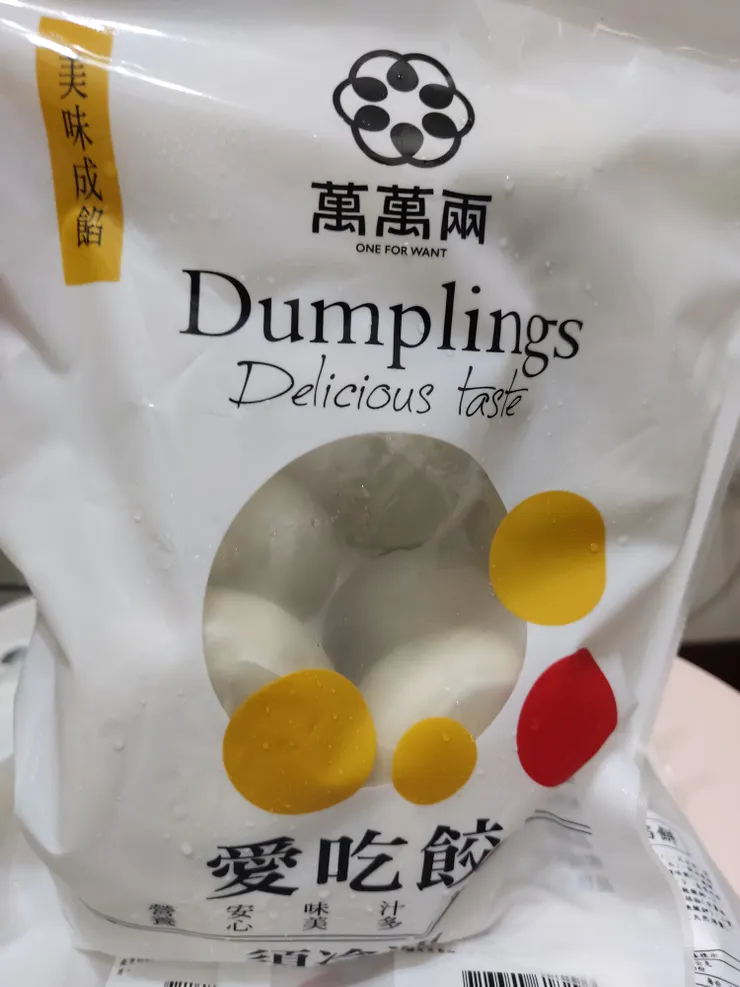 美味成餡
萬萬兩
ONE FOR WANT
Dumplings
Delicious taste
愛吃餃
營養 安心 味美 汁多